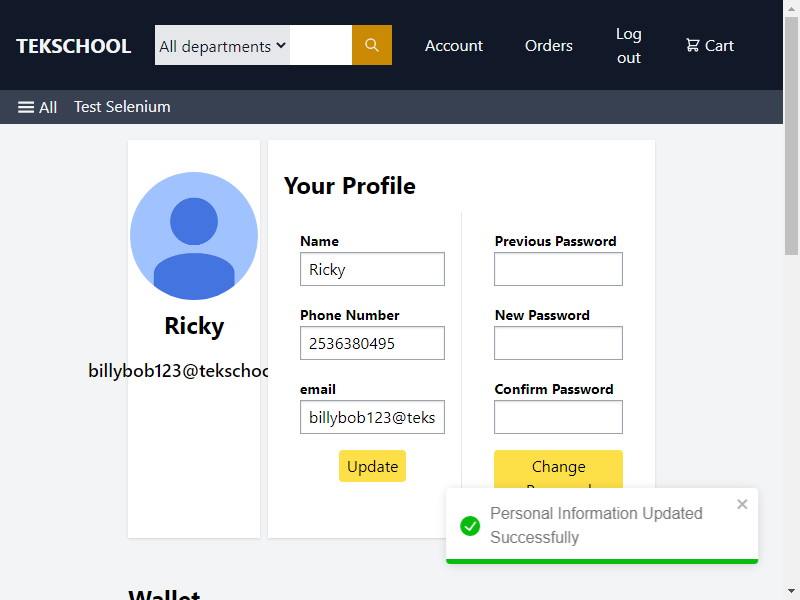 TEKSCHOOL
All departments
Account
Orders
Log out
Cart
All
Test Selenium
Ricky
billybob123@tekschoo
Your Profile
Name
Ricky
Phone Number
2536380495
email
billybob123@teks
Update
Previous Password
New Password
Confirm Password
Change
Personal Information Updated
Successfully
Wallet